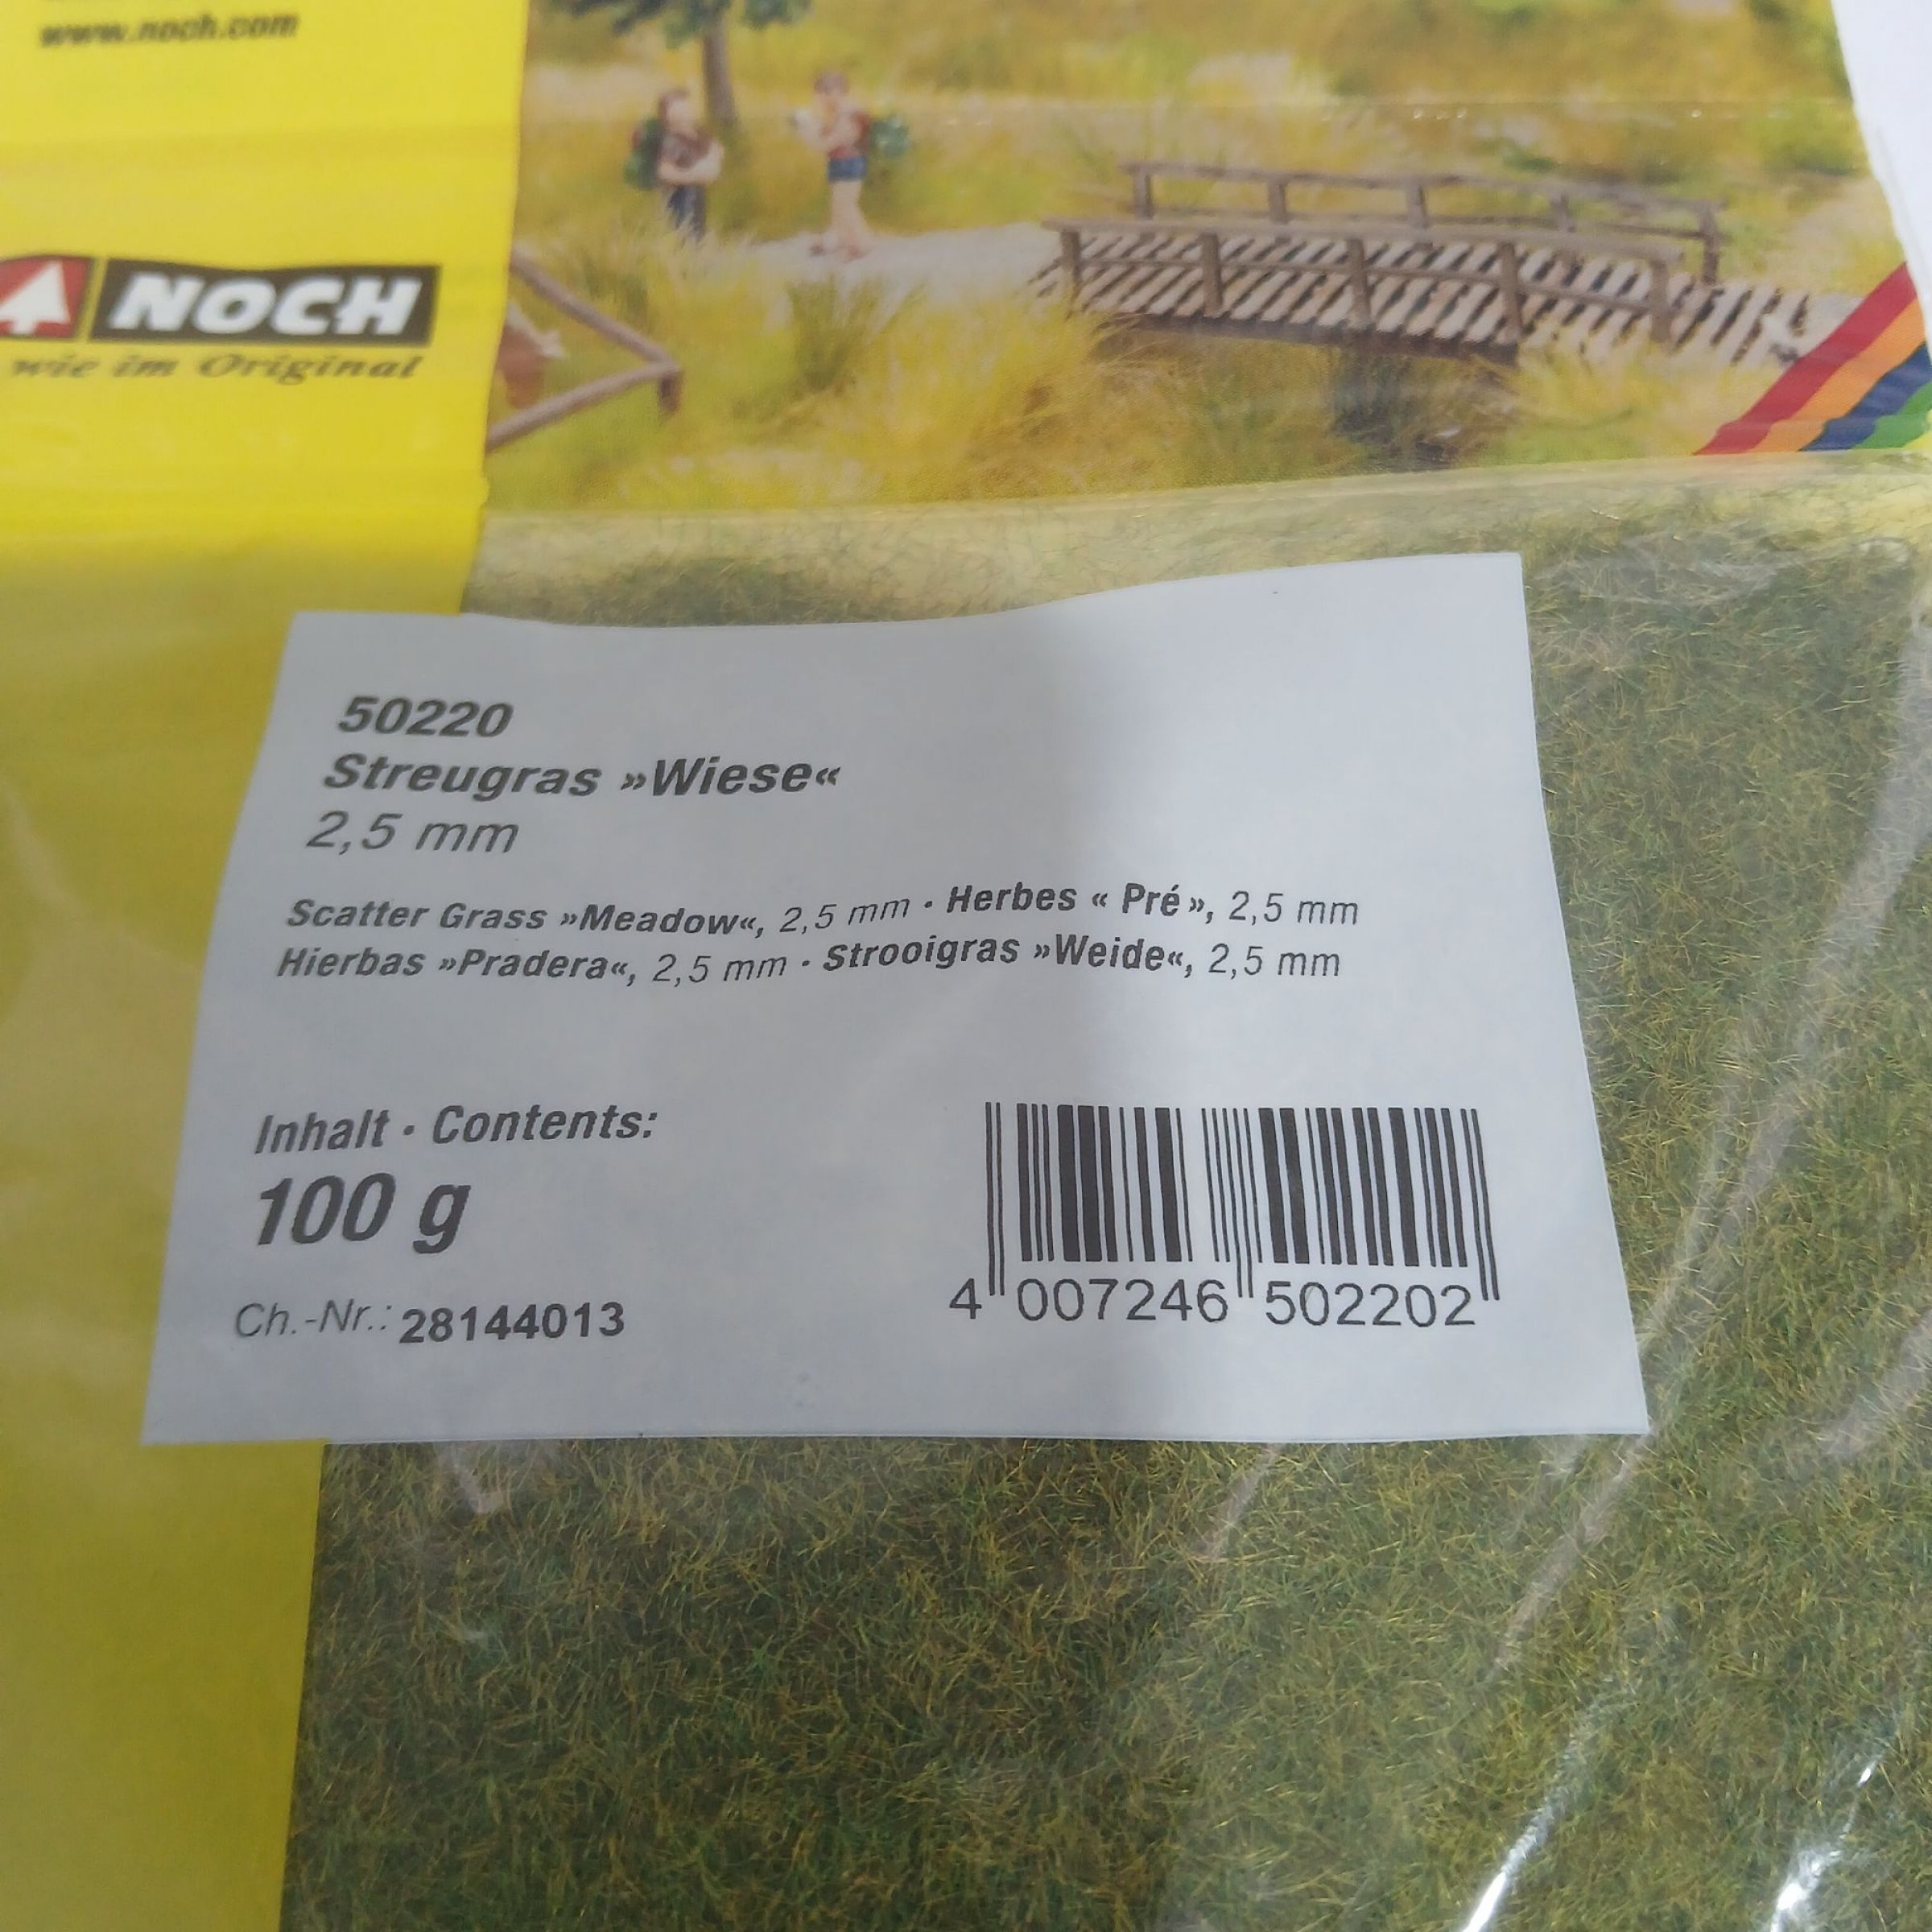 www.noch.com
NOCH
wie im Original
50220
Streugras »Wiese«
2,5 mm
Scatter Grass »Meadow«, 2,5 mm · Herbes « Pré », 2,5 mm
Hierbas »Pradera«, 2,5 mm · Strooigras »Weide«, 2,5 mm
Inhalt · Contents:
100 g
Ch.-Nr.: 28144013
4 007246 502202